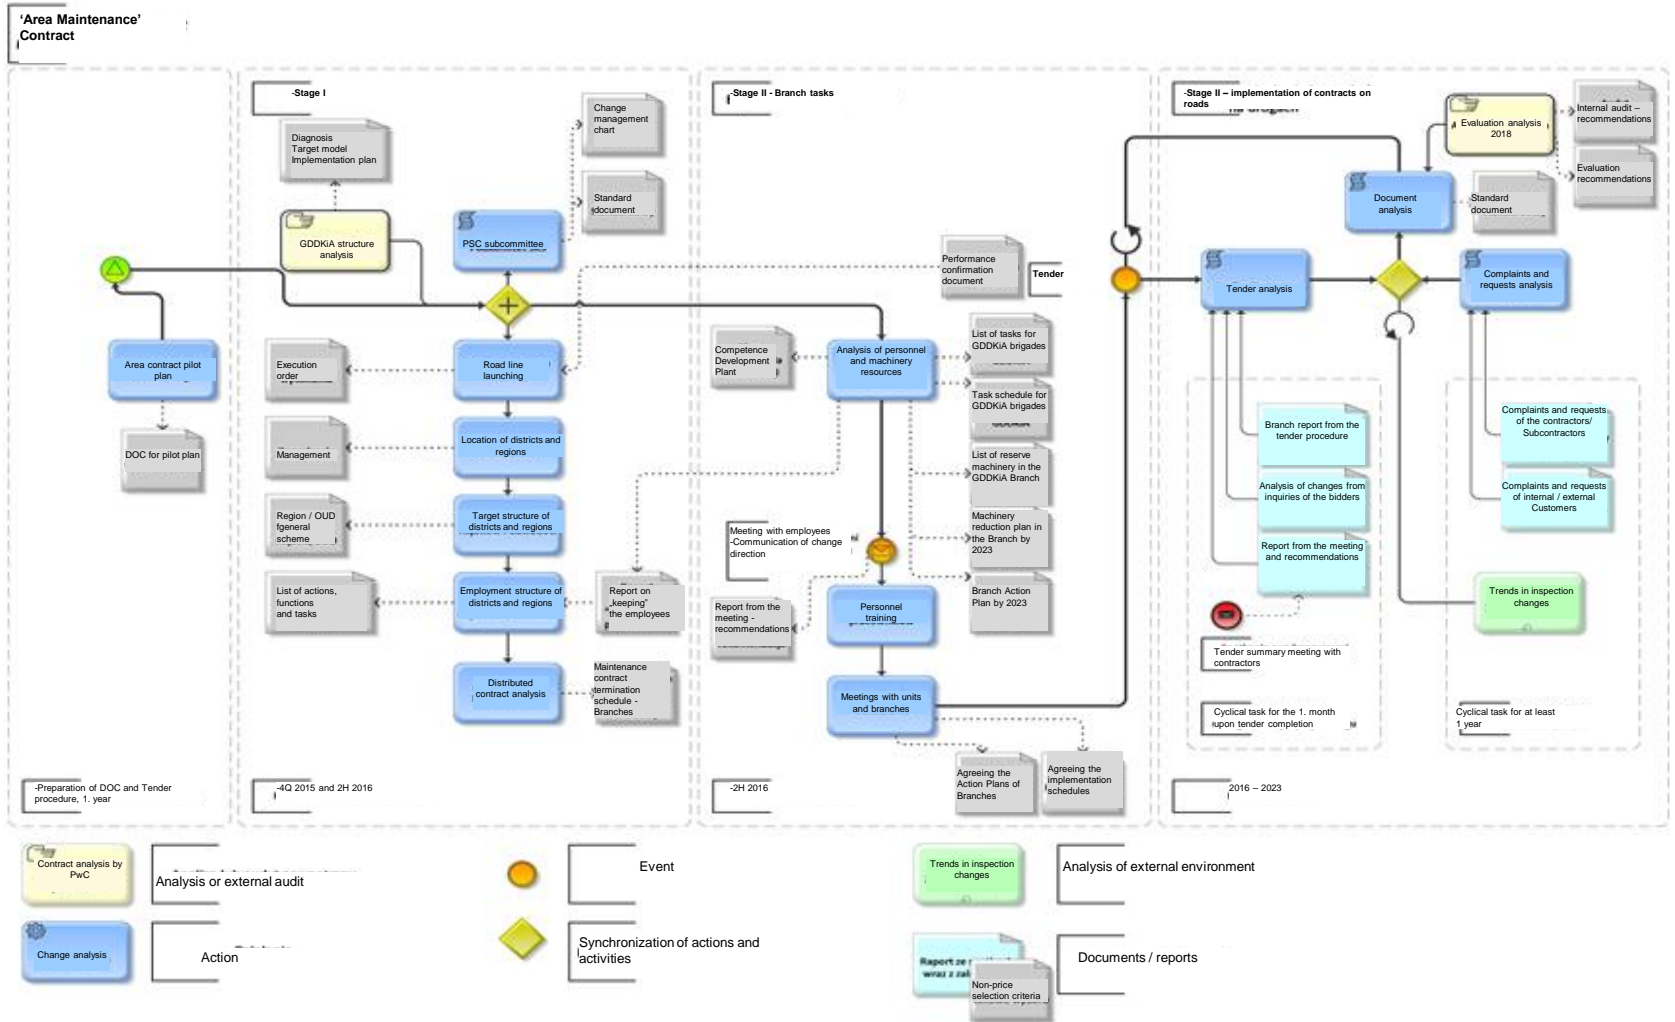 ‘Area Maintenance’
Contract
-Stage I
Diagnosis
Target model
Implementation plan
Change
management
chart
Standard
document
GDDKiA structure
analysis
PSC subcommittee
Area contract pilot
plan
DOC for pilot plan
Execution
order
Road line
launching
Management
Location of districts and
regions
Region / OUD
fgeneral
scheme
Target structure of
districts and regions
List of actions,
functions
and tasks
Employment structure of
districts and regions
Report on
„keeping”
the employees
Distributed
contract analysis
Maintenance
contract
termination
schedule -
Branches
-Preparation of DOC and Tender
procedure, 1. year
-4Q 2015 and 2H 2016
-Stage II - Branch tasks
Performance
confirmation
document
Tender
Competence
Development
Plant
Analysis of personnel
and machinery
resources
List of tasks for
GDDKiA brigades
Task schedule for
GDDKiA brigades
List of reserve
machinery in the
GDDKiA Branch
Machinery
reduction plan in
the Branch by
2023
Branch Action
Plan by 2023
Meeting with employees
-Communication of change
direction
Report from the
meeting -
recommendations
Personnel
training
Meetings with units
and branches
Agreeing the
Action Plans of
Branches
Agreeing the
implementation
schedules
-2H 2016
-Stage II – implementation of contracts on
roads
Evaluation analysis
2018
Internal audit –
recommendations
Evaluation
recommendations
Document
analysis
Standard
document
Tender analysis
Complaints and
requests analysis
Branch report from the
tender procedure
Analysis of changes from
inquiries of the bidders
Report from the meeting
and recommendations
Tender summary meeting with
contractors
Cyclical task for the 1. month
upon tender completion
Complaints and requests
of the contractors/
Subcontractors
Complaints and requests
of internal / external
Customers
Trends in inspection
changes
Cyclical task for at least
1 year
2016 – 2023
Contract analysis by
PwC
Analysis or external audit
Event
Trends in inspection
changes
Analysis of external environment
Change analysis
Action
Synchronization of actions and
activities
Raport ze
wraz z
Non-price
selection criteria
Documents / reports